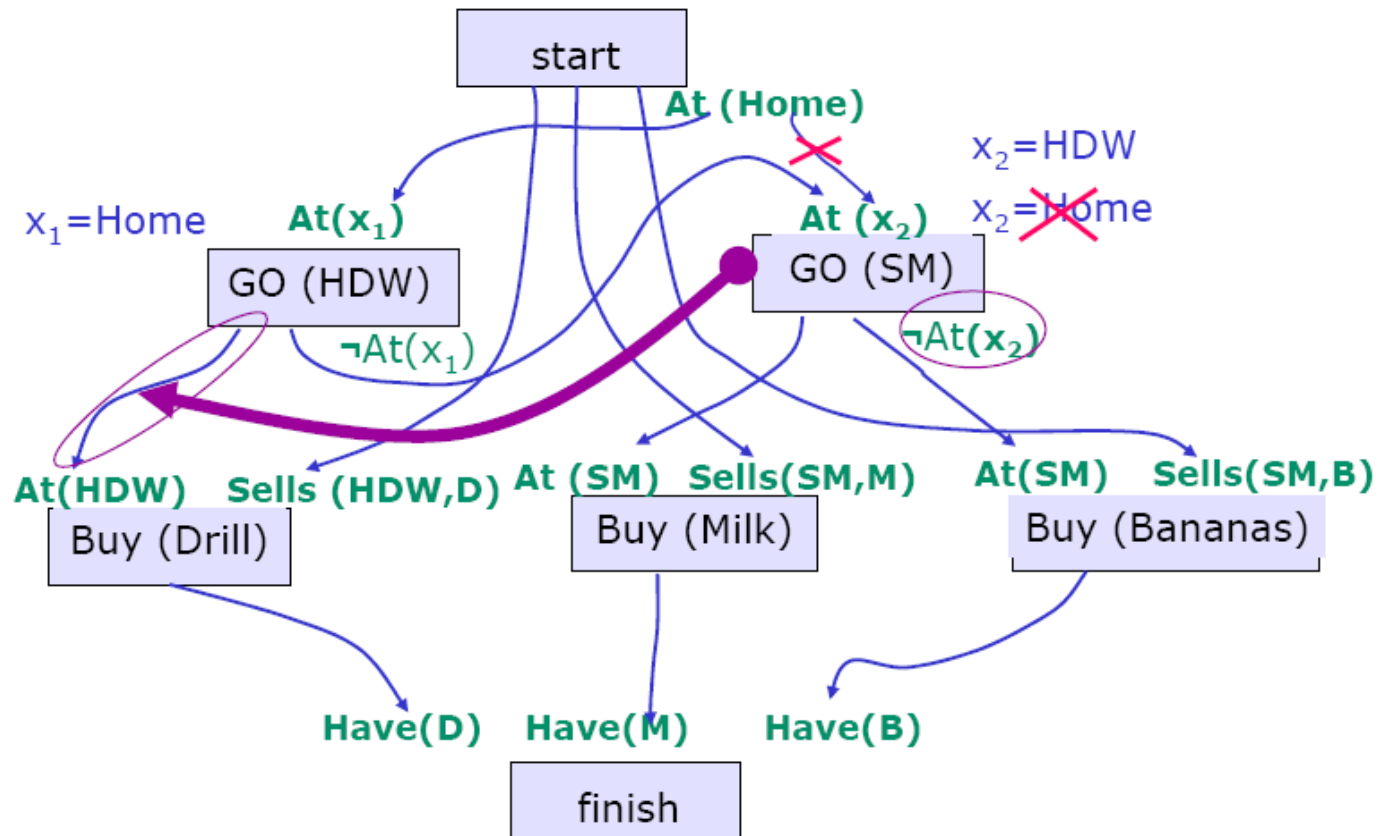 start
At (Home)
x₂=HDW
x₁=Home
At(x₁)
At (x₂)
x₂=Home
GO (HDW)
GO (SM)
¬At(x₁)
¬At(x₂)
At(HDW)
Sells (HDW,D)
At (SM)
Sells(SM,M)
At(SM)
Sells(SM,B)
Buy (Drill)
Buy (Milk)
Buy (Bananas)
Have(D)
Have(M)
Have(B)
finish